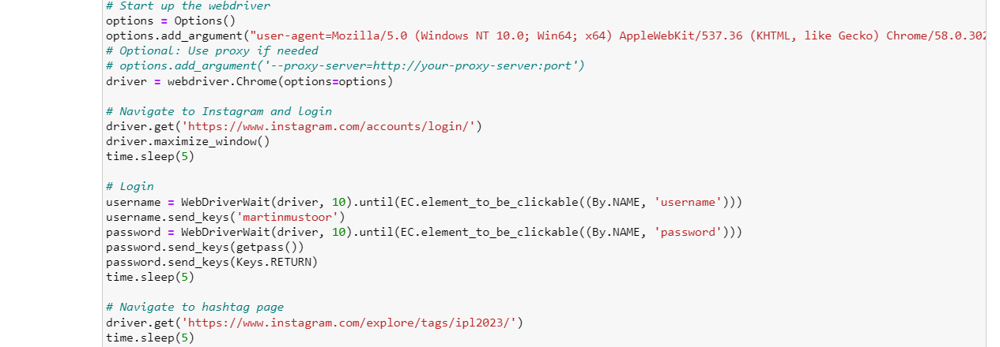 # Start up the webdriver
options = Options()
options.add_argument("user-agent=Mozilla/5.0 (Windows NT 10.0; Win64; x64) AppleWebKit/537.36 (KHTML, like Gecko) Chrome/58.0.302
# Optional: Use proxy if needed
# options.add_argument('--proxy-server=http://your-proxy-server:port')
driver = webdriver.Chrome(options=options)
# Navigate to Instagram and login
driver.get('https://www.instagram.com/accounts/login/')
driver.maximize_window()
time.sleep(5)
# Login
username = WebDriverWait(driver, 10).until(EC.element_to_be_clickable((By.NAME, 'username')))
username.send_keys('martinmustoor')
password = WebDriverWait(driver, 10).until(EC.element_to_be_clickable((By.NAME, 'password')))
password.send_keys(getpass())
password.send_keys(Keys.RETURN)
time.sleep(5)
# Navigate to hashtag page
driver.get('https://www.instagram.com/explore/tags/ipl2023/')
time.sleep(5)